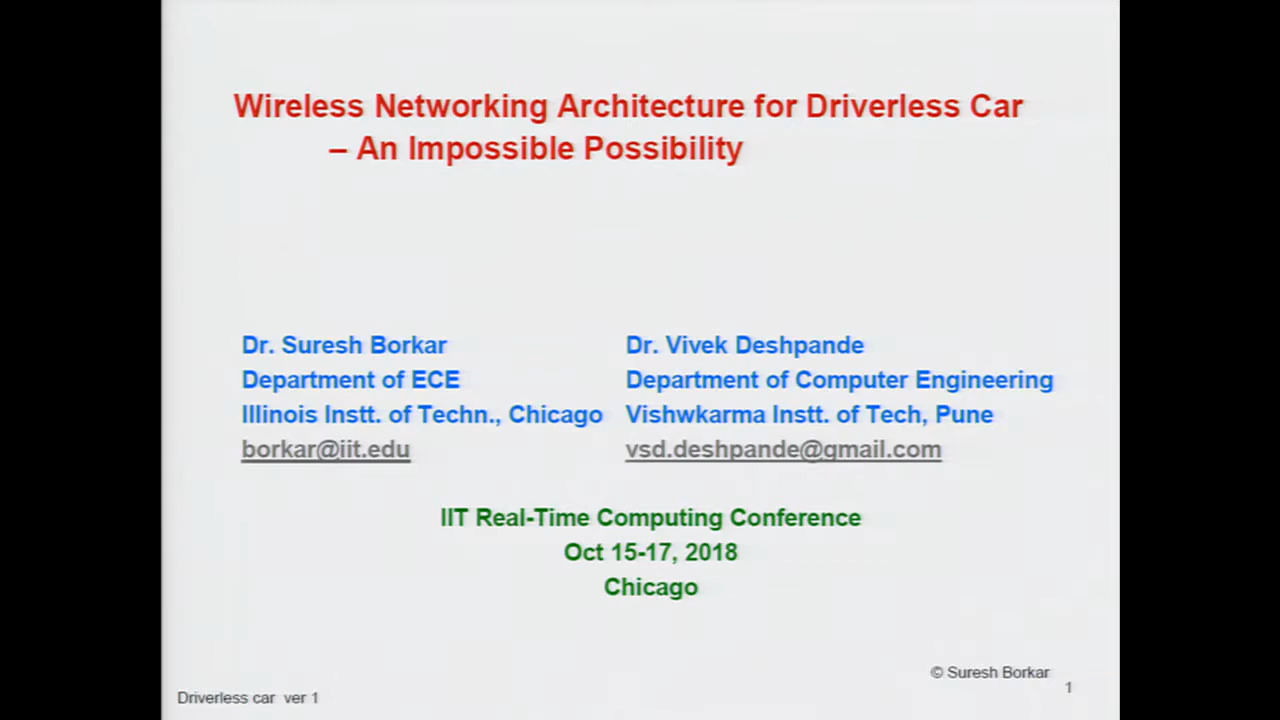 Wireless Networking Architecture for Driverless Car
– An Impossible Possibility
Dr. Suresh Borkar
Department of ECE
Illinois Instt. of Techn., Chicago
borkar@iit.edu
Dr. Vivek Deshpande
Department of Computer Engineering
Vishwkarma Instt. of Tech, Pune
vsd.deshpande@gmail.com
IIT Real-Time Computing Conference
Oct 15-17, 2018
Chicago
© Suresh Borkar
1
Driverless car ver 1